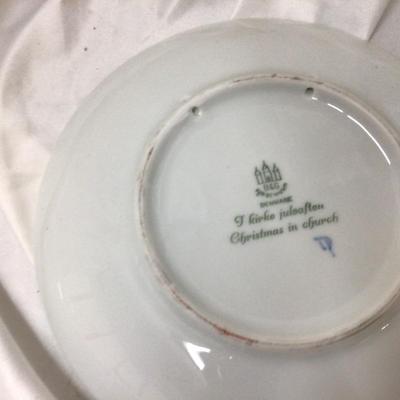 B&G
DENMARK
I kirke juleaften
Christmas in church